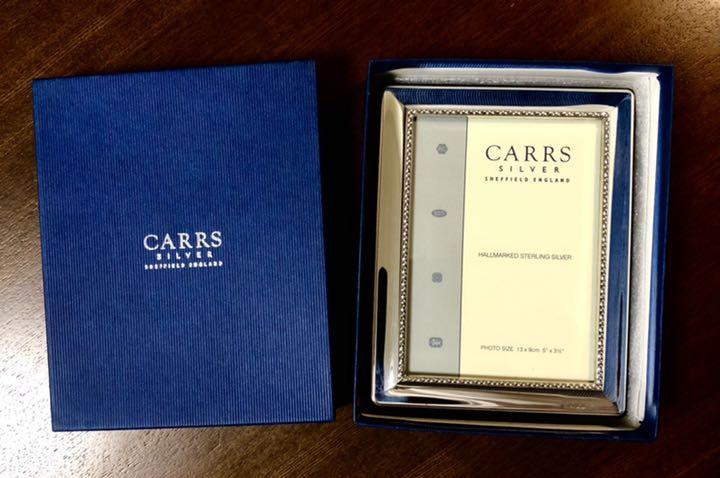 CARRS
SILVER
SHEFFIELD ENGLAND
CARRS
SILVER
SHEFFIELD ENGLAND
HALLMARKED STERLING SILVER
PHOTO SIZE 13 x 9cm 5" x 3½"